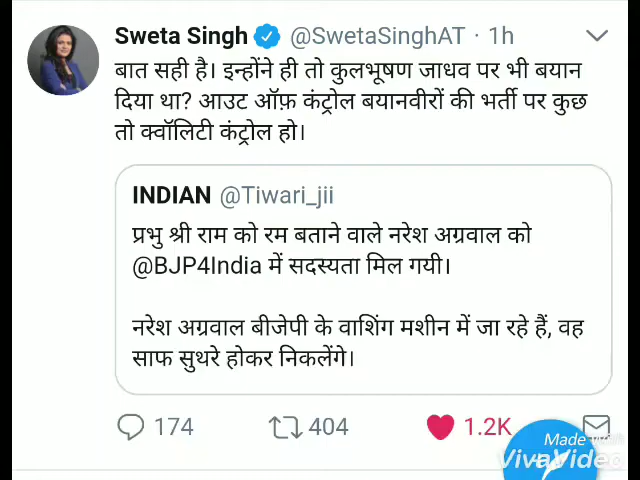 Sweta Singh @SwetaSinghAT · 1h
बात सही है। इन्होंने ही तो कुलभूषण जाधव पर भी बयान
दिया था? आउट ऑफ़ कंट्रोल बयानवीरों की भर्ती पर कुछ
तो क्वॉलिटी कंट्रोल हो।
INDIAN @Tiwari_jii
प्रभु श्री राम को रम बताने वाले नरेश अग्रवाल को
@BJP4India में सदस्यता मिल गयी।
नरेश अग्रवाल बीजेपी के वाशिंग मशीन में जा रहे हैं, वह
साफ सुथरे होकर निकलेंगे।
174 404 1.2K
Made with
VivaVideo